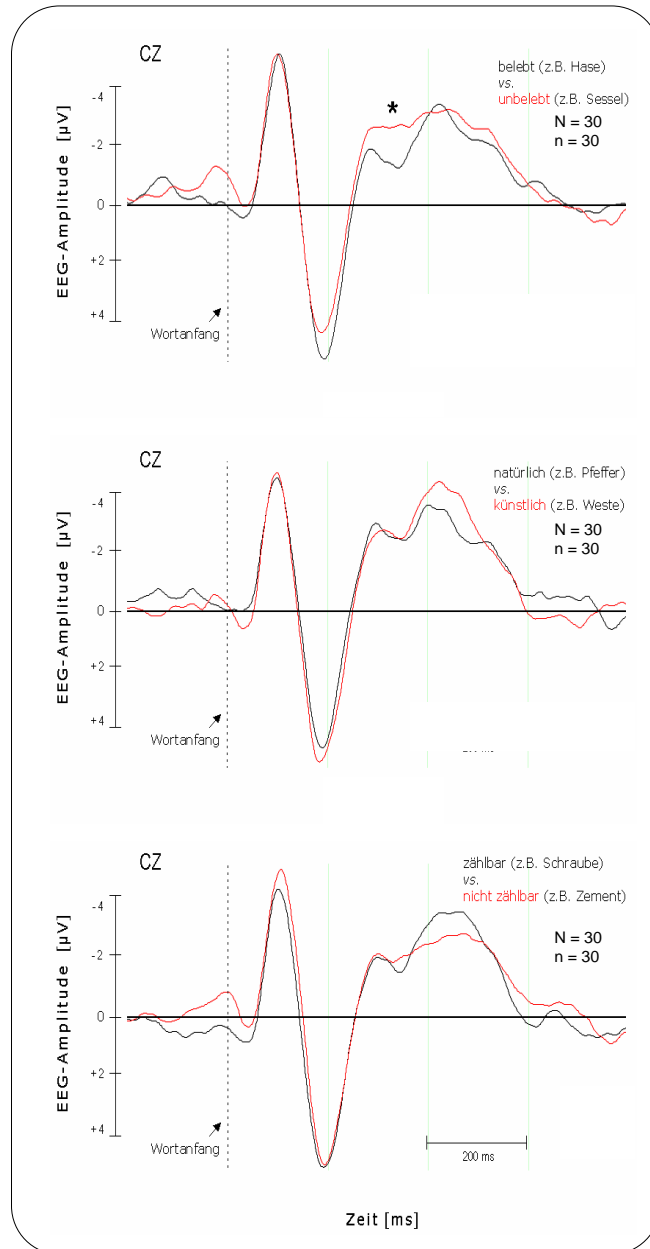 CZ
belebt (z.B. Hase)
vs.
unbelebt (z.B. Sessel)
N = 30
n = 30
EEG-Amplitude [µV]
-4
-2
0
+2
+4
Wortanfang
*
CZ
natürlich (z.B. Pfeffer)
vs.
künstlich (z.B. Weste)
N = 30
n = 30
EEG-Amplitude [µV]
-4
-2
0
+2
+4
Wortanfang
CZ
zählbar (z.B. Schraube)
vs.
nicht zählbar (z.B. Zement)
N = 30
n = 30
EEG-Amplitude [µV]
-4
-2
0
+2
+4
Wortanfang
200 ms
Zeit [ms]